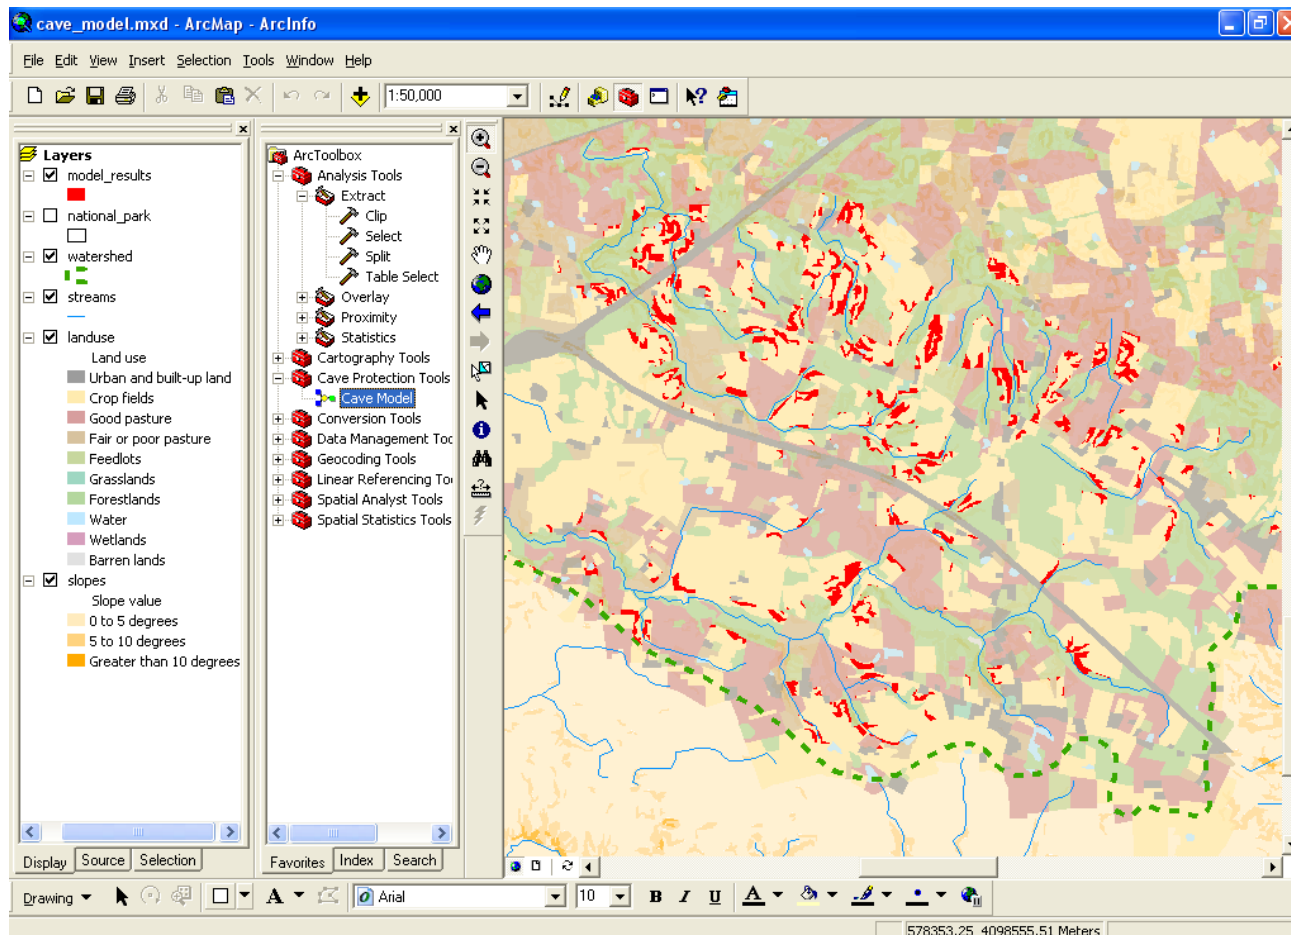 cave_model.mxd - ArcMap - ArcInfo
File Edit View Insert Selection Tools Window Help
1:50,000
Layers
model_results
national_park
watershed
streams
landuse
Land use
Urban and built-up land
Crop fields
Good pasture
Fair or poor pasture
Feedlots
Grasslands
Forestlands
Water
Wetlands
Barren lands
slopes
Slope value
0 to 5 degrees
5 to 10 degrees
Greater than 10 degrees
Display Source Selection
ArcToolbox
Analysis Tools
Extract
Clip
Select
Split
Table Select
Overlay
Proximity
Statistics
Cartography Tools
Cave Protection Tools
Cave Model
Conversion Tools
Data Management Too
Geocoding Tools
Linear Referencing Too
Spatial Analyst Tools
Spatial Statistics Tools
Favorites Index Search
Drawing A Arial 10 B I U A
578353.25 4098555.51 Meters